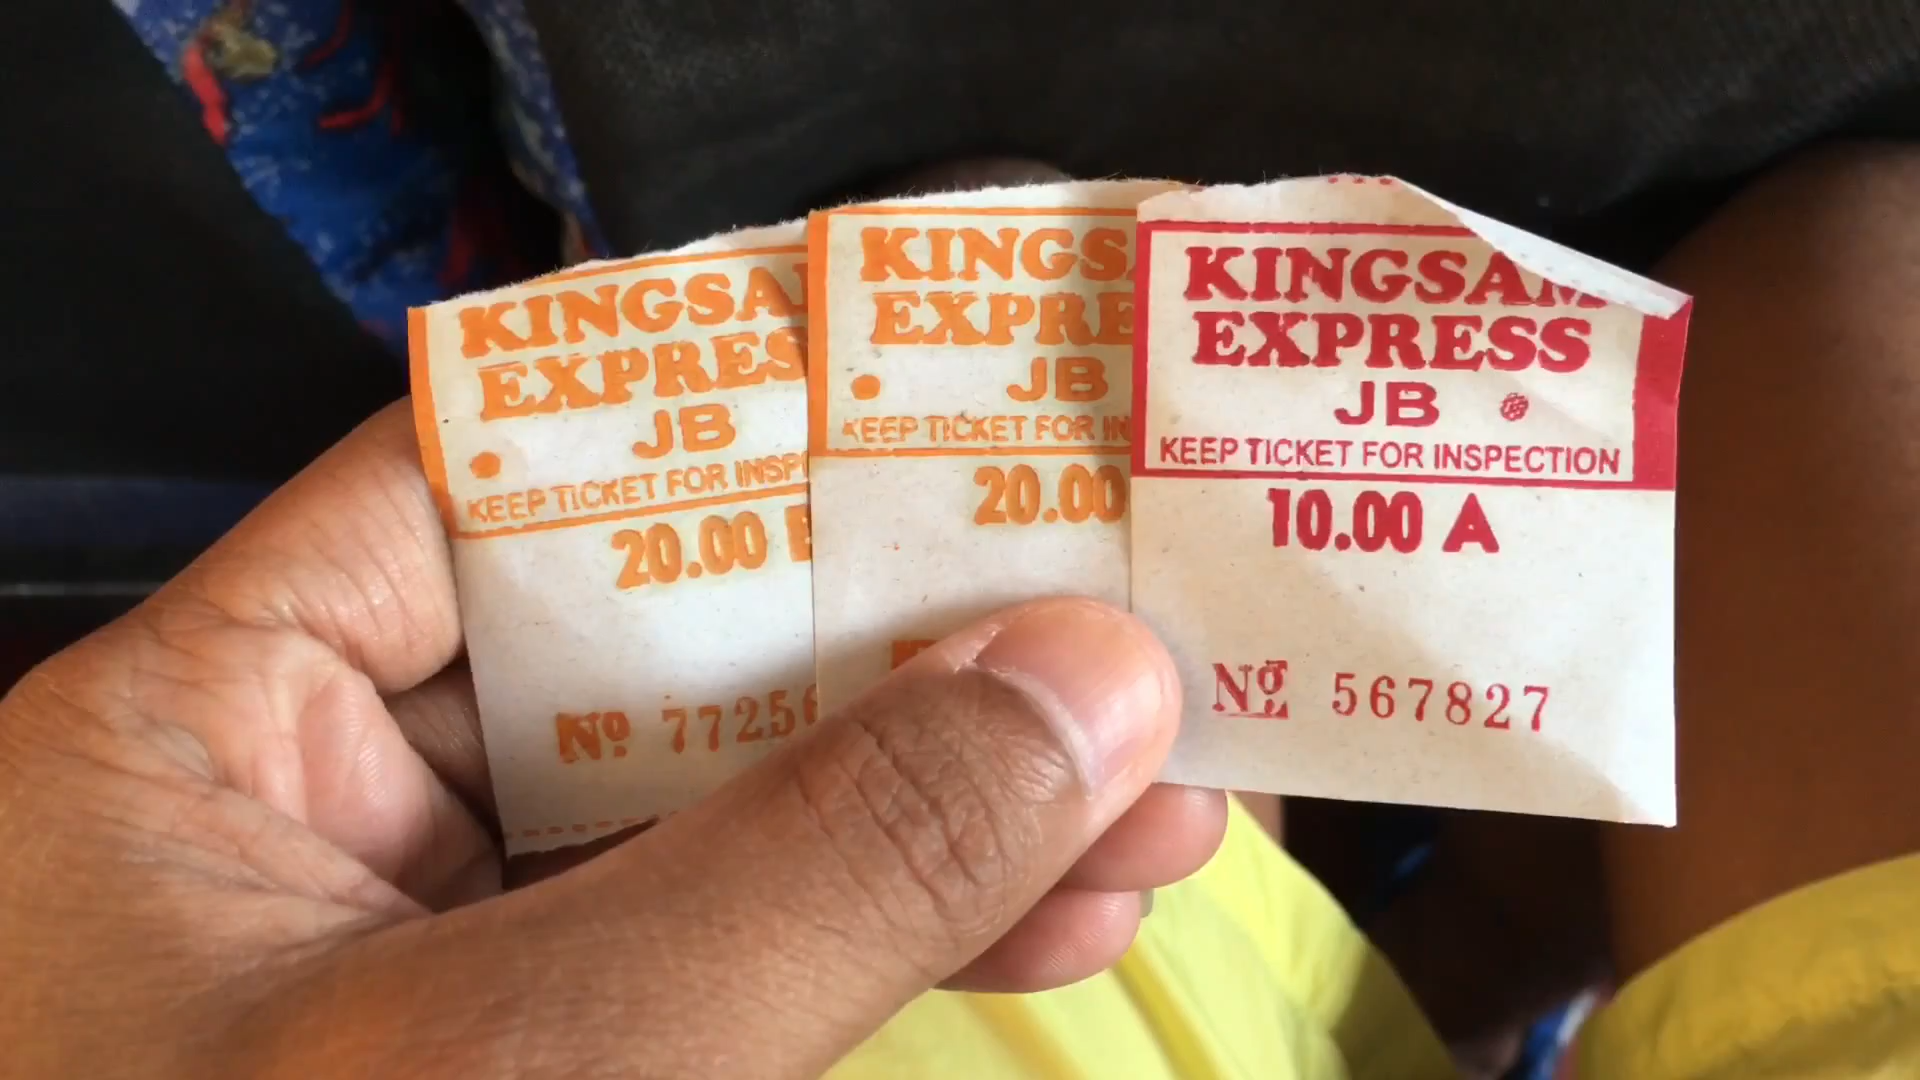 KINGSA
EXPRES
JB
KEEP TICKET FOR INSP
20.00 E
No 77256
KINGS
EXPRE
JB
KEEP TICKET FOR IN
20.00
KINGSAM
EXPRESS
JB
KEEP TICKET FOR INSPECTION
10.00 A
No 567827